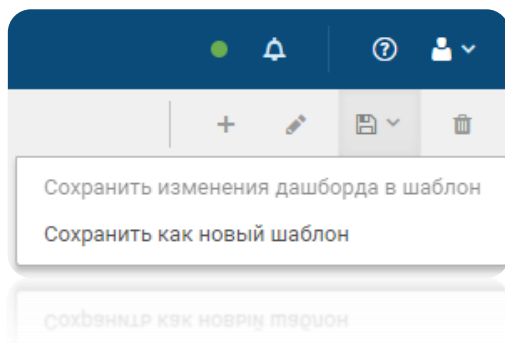 Сохранить изменения дашборда в шаблон
Сохранить как новый шаблон